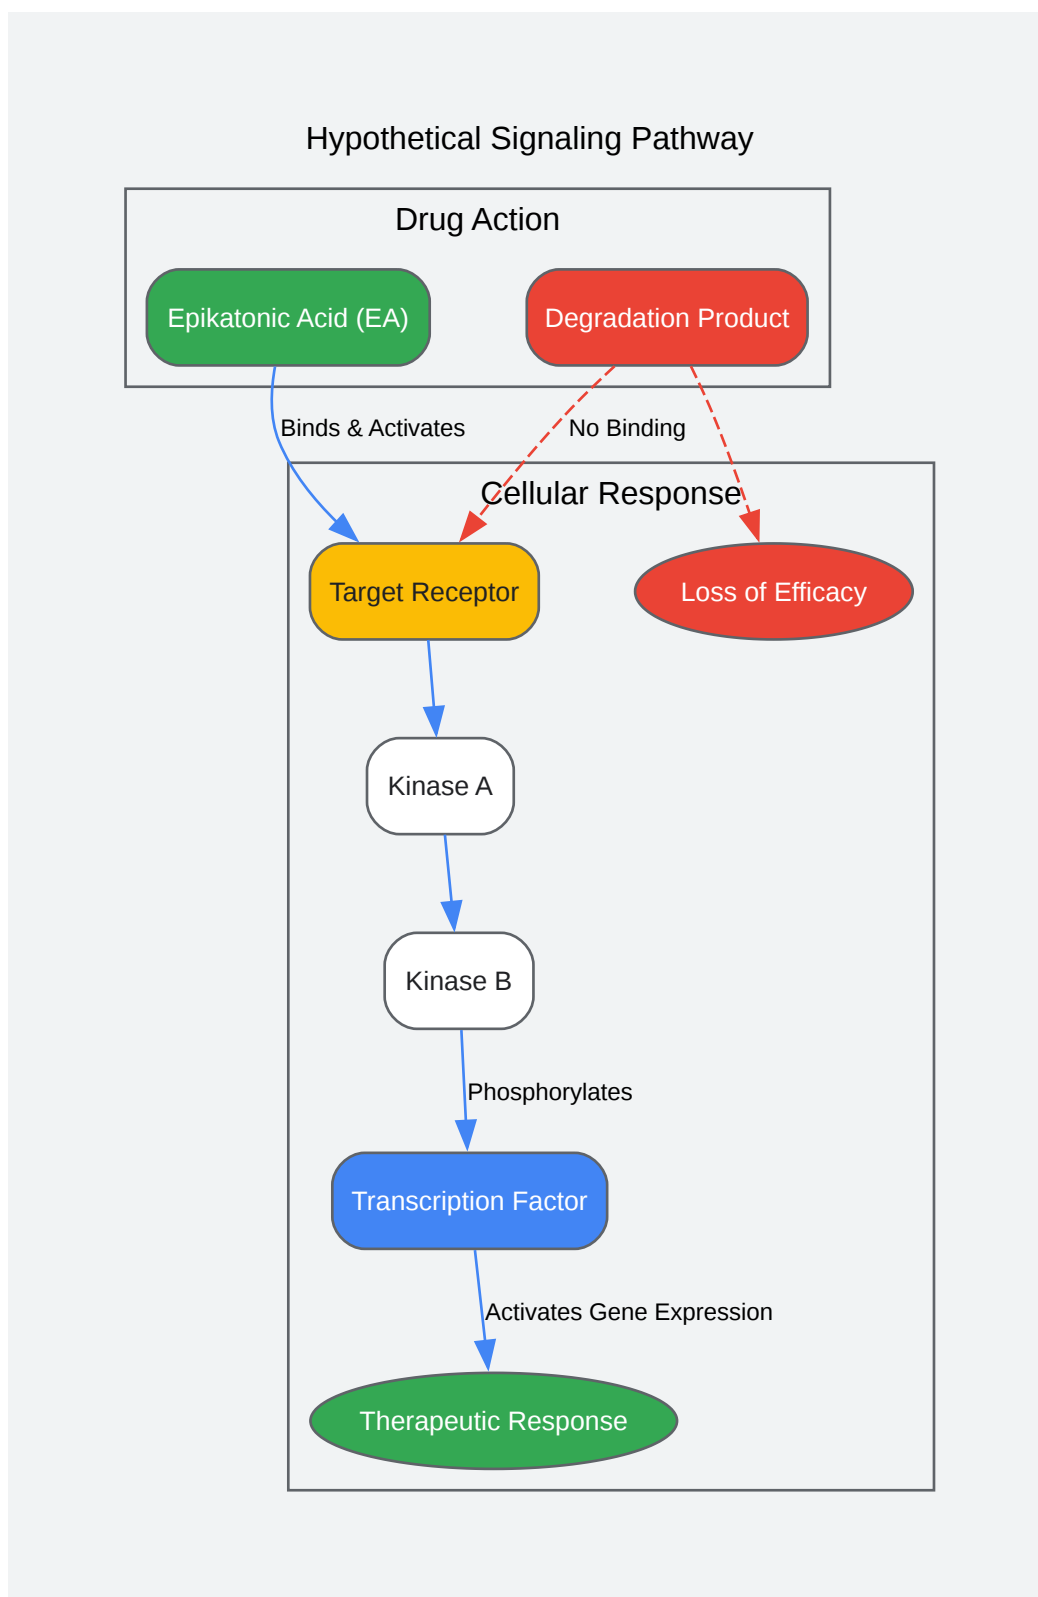 Hypothetical Signaling Pathway
Drug Action
Epikatonic Acid (EA)
Degradation Product
Binds & Activates
No Binding
Cellular Response
Target Receptor
Loss of Efficacy
Kinase A
Kinase B
Phosphorylates
Transcription Factor
Activates Gene Expression
Therapeutic Response